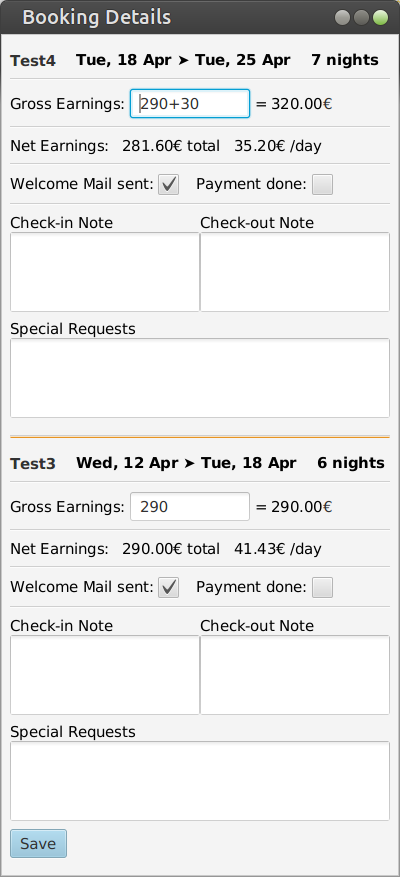 Booking Details
Test4 Tue, 18 Apr ➤ Tue, 25 Apr 7 nights
Gross Earnings: 290+30 = 320.00€
Net Earnings: 281.60€ total 35.20€ /day
Welcome Mail sent: Payment done:
Check-in Note Check-out Note
Special Requests
Test3 Wed, 12 Apr ➤ Tue, 18 Apr 6 nights
Gross Earnings: 290 = 290.00€
Net Earnings: 290.00€ total 41.43€ /day
Welcome Mail sent: Payment done:
Check-in Note Check-out Note
Special Requests
Save